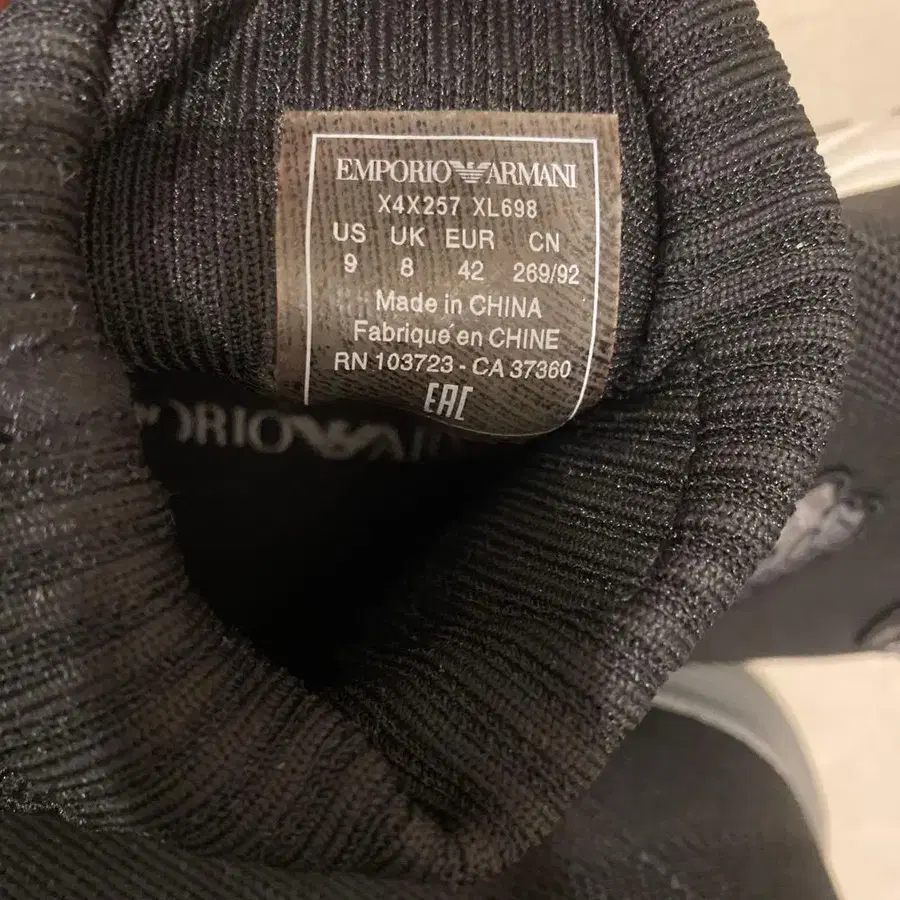 EMPORIO ARMANI
X4X257 XL698
US UK EUR CN
9 8 42 269/92
Made in CHINA
Fabriqué en CHINE
RN 103723 - CA 37360
EAC